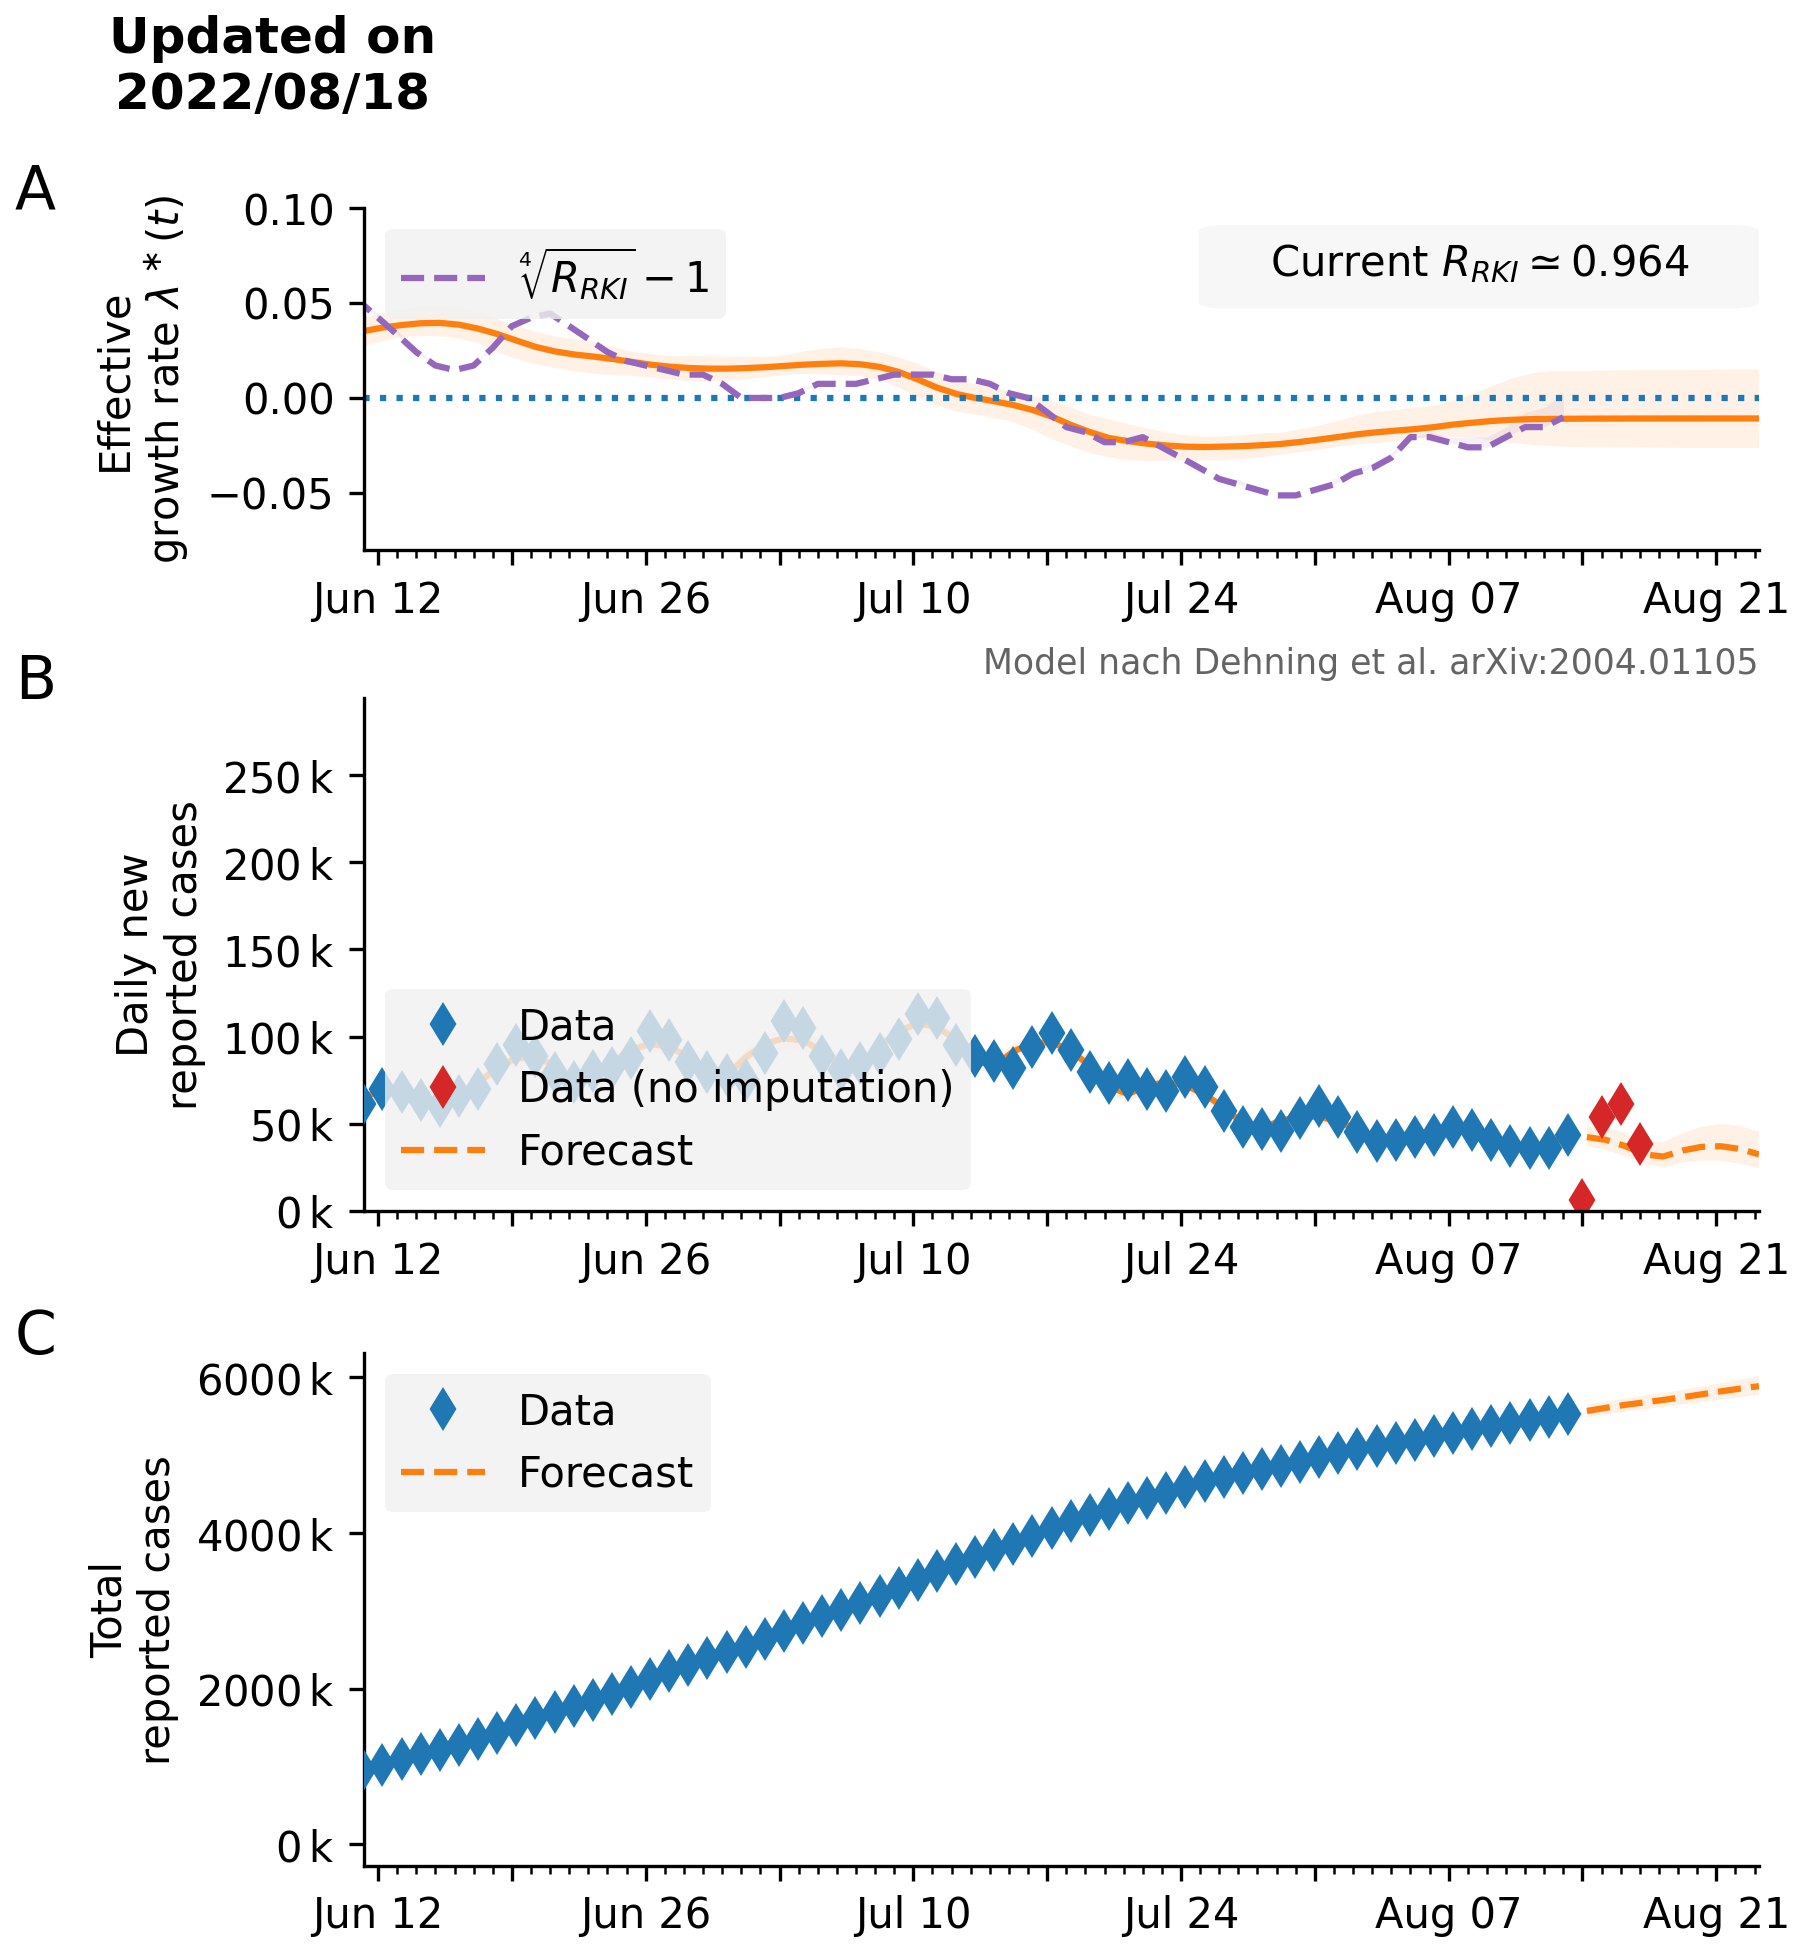 Updated on
2022/08/18
A
Effective
growth rate λ * (t)
0.10
0.05
0.00
−0.05
∜R_RKI − 1
Current R_RKI ≃ 0.964
Jun 12 Jun 26 Jul 10 Jul 24 Aug 07 Aug 21
Model nach Dehning et al. arXiv:2004.01105
B
Daily new
reported cases
250 k
200 k
150 k
100 k
50 k
0 k
Data
Data (no imputation)
Forecast
Jun 12 Jun 26 Jul 10 Jul 24 Aug 07 Aug 21
C
Total
reported cases
6000 k
4000 k
2000 k
0 k
Data
Forecast
Jun 12 Jun 26 Jul 10 Jul 24 Aug 07 Aug 21